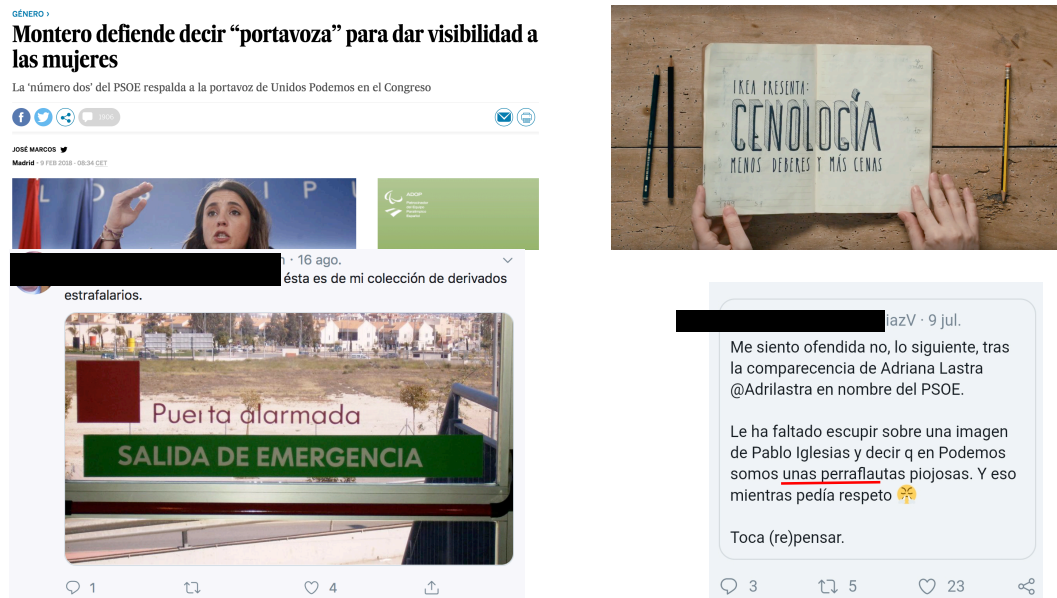 GÉNERO ›
Montero defiende decir “portavoza” para dar visibilidad a
las mujeres
La ‘número dos’ del PSOE respalda a la portavoz de Unidos Podemos en el Congreso
1906
JOSÉ MARCOS
Madrid · 9 FEB 2018 - 08:34 CET
ADOP
· 16 ago.
ésta es de mi colección de derivados
estrafalarios.
Puerta alarmada
SALIDA DE EMERGENCIA
1
4
IKEA PRESENTA:
CENOLOGÍA
MENOS DEBERES Y MÁS CENAS
iazV · 9 jul.
Me siento ofendida no, lo siguiente, tras
la comparecencia de Adriana Lastra
@Adrilastra en nombre del PSOE.
Le ha faltado escupir sobre una imagen
de Pablo Iglesias y decir q en Podemos
somos unas perraflautas piojosas. Y eso
mientras pedía respeto
Toca (re)pensar.
3
5
23